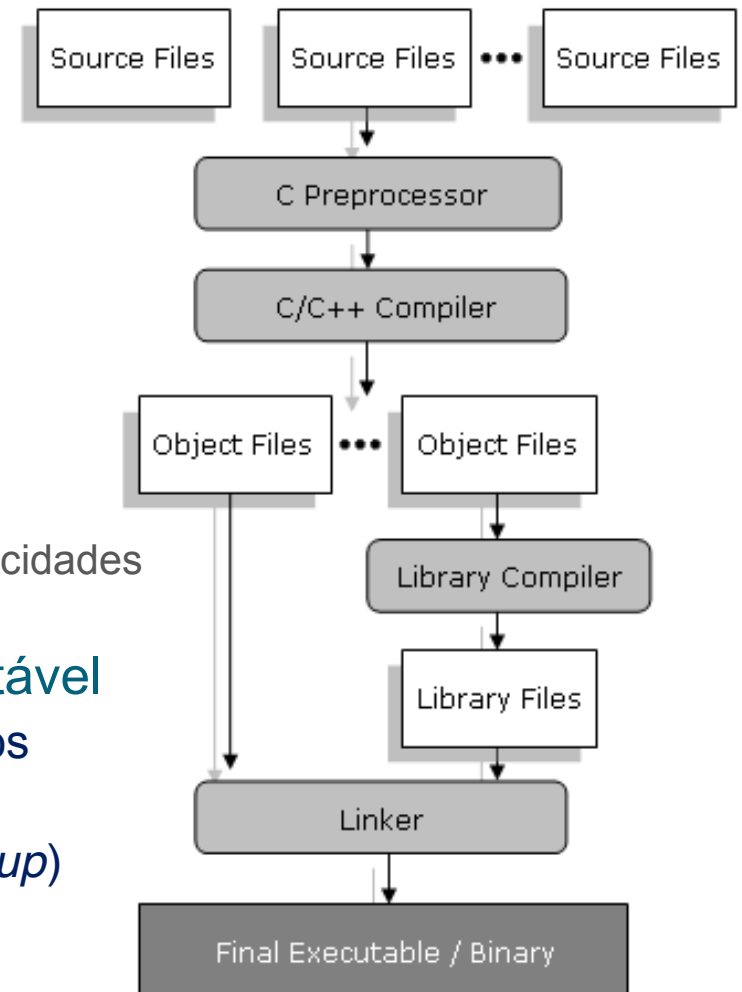 Source Files Source Files ••• Source Files
C Preprocessor
C/C++ Compiler
Object Files ••• Object Files
cidades
Library Compiler
tável
Library Files
os
Linker
up)
Final Executable / Binary